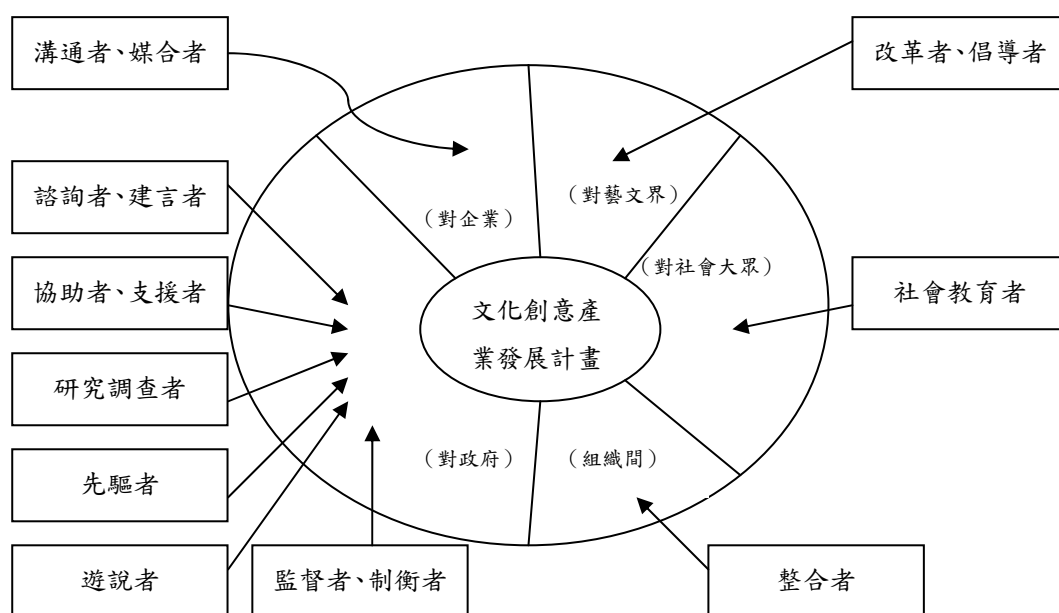 溝通者、媒合者
改革者、倡導者
(對藝文界)
諮詢者、建言者
(對企業)
(對社會大眾)
協助者、支援者
社會教育者
文化創意產
業發展計畫
研究調查者
(對政府)
(組織間)
先驅者
遊說者
監督者、制衡者
整合者